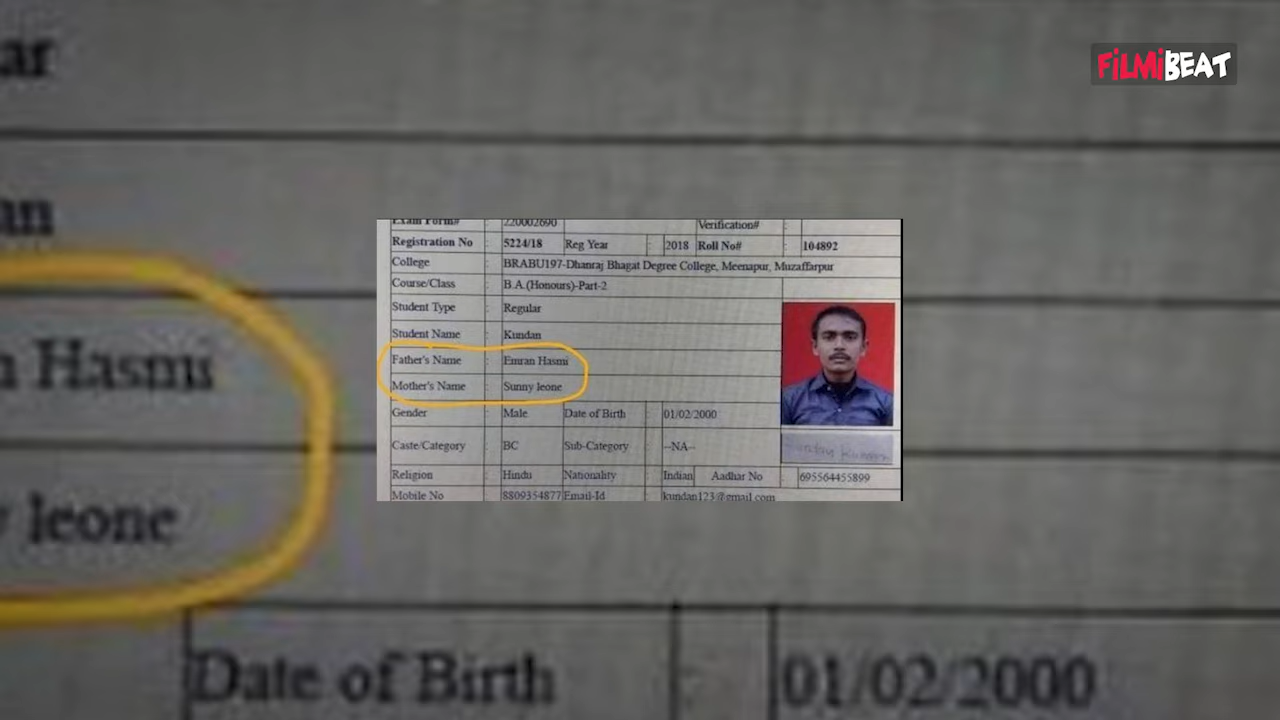 FiLMiBEAT
ar
an
n Hasmi
y leone
Date of Birth 01/02/2000
Exam Form# : 220002690 Verification# :
Registration No : 5224/18 Reg Year : 2018 Roll No# : 104892
College : BRABU197-Dhanraj Bhagat Degree College, Meenapur, Muzaffarpur
Course/Class : B.A.(Honours)-Part-2
Student Type : Regular
Student Name : Kundan
Father's Name : Emran Hasmi
Mother's Name : Sunny leone
Gender : Male Date of Birth : 01/02/2000
Caste/Category : BC Sub-Category : --NA--
Religion : Hindu Nationality : Indian Aadhar No : 695564455899
Mobile No : 8809354877 Email-Id : kundan123@gmail.com